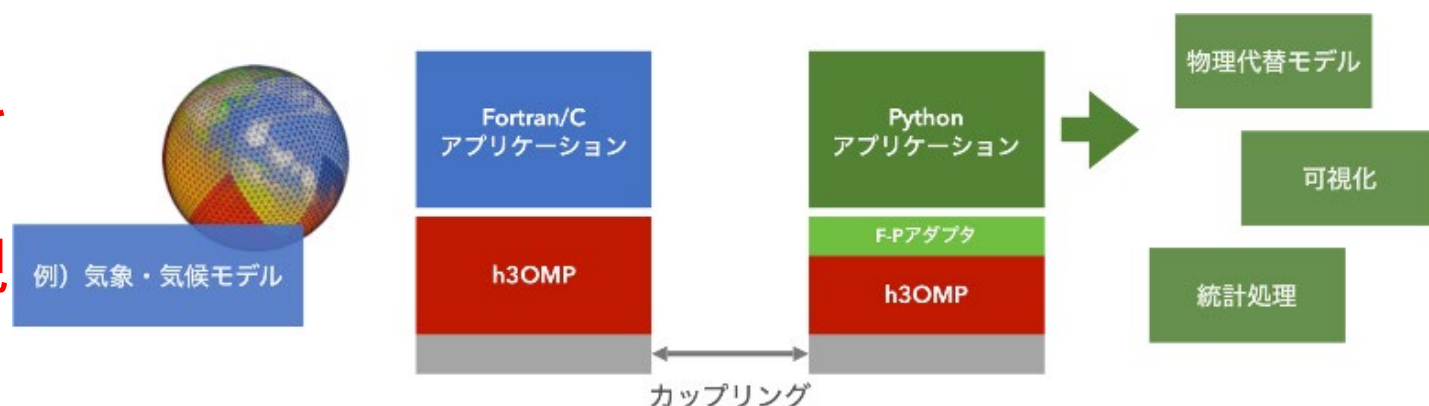 例）気象・気候モデル
Fortran/C
アプリケーション
h3OMP
カップリング
Python
アプリケーション
F-Pアダプタ
h3OMP
物理代替モデル
可視化
統計処理